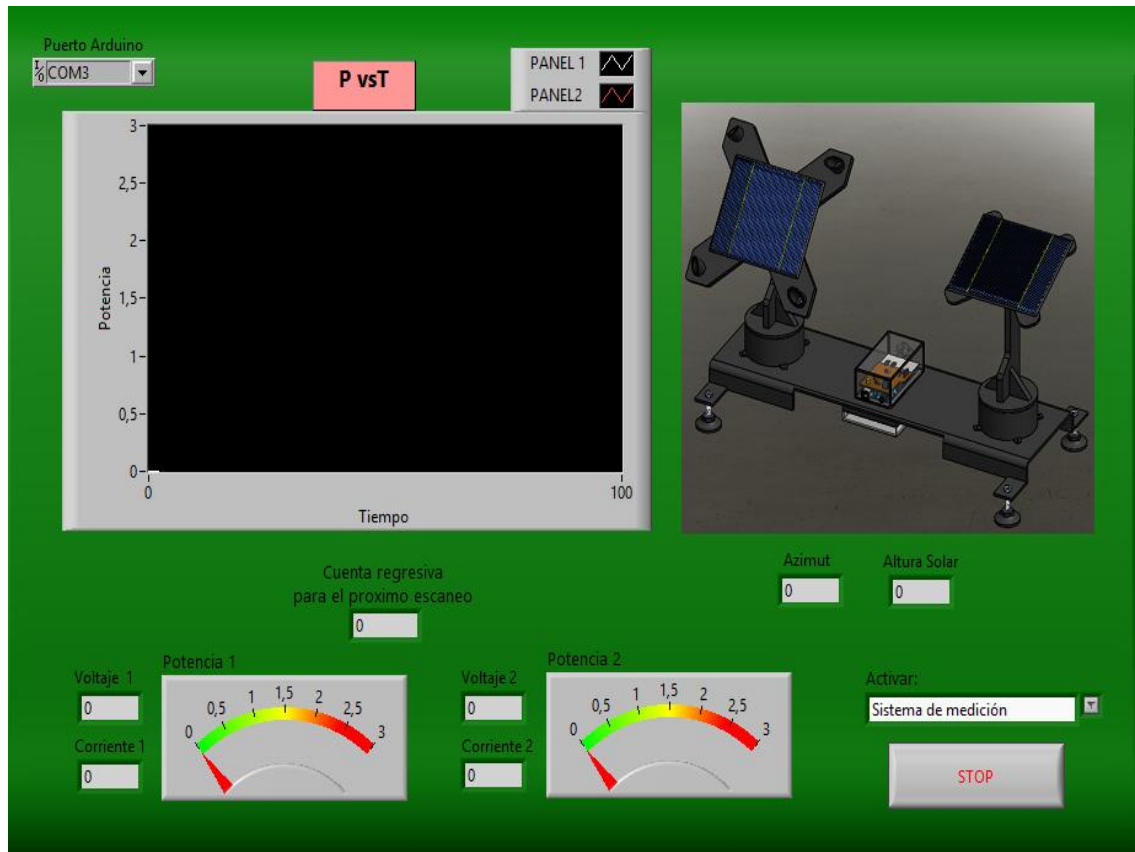 Puerto Arduino
I/0 COM3
P vsT
PANEL 1
PANEL2
3
2,5
2
1,5
1
0,5
0
Potencia
0
100
Tiempo
Azimut
Altura Solar
0
0
Cuenta regresiva
para el proximo escaneo
0
Voltaje 1
0
Corriente 1
0
Potencia 1
0
0,5
1
1,5
2
2,5
3
Voltaje 2
0
Corriente 2
0
Potencia 2
0
0,5
1
1,5
2
2,5
3
Activar:
Sistema de medición
STOP